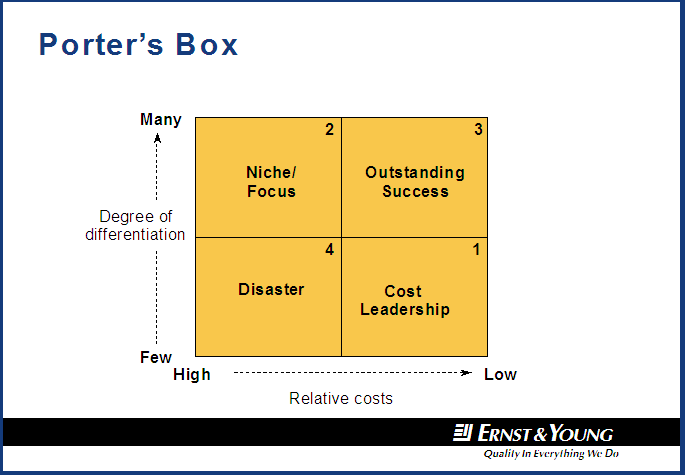 Porter's Box
Many
2
3
Niche/
Focus
Outstanding
Success
Degree of
differentiation
4
1
Disaster
Cost
Leadership
Few
High
Low
Relative costs
ERNST & YOUNG
Quality In Everything We Do